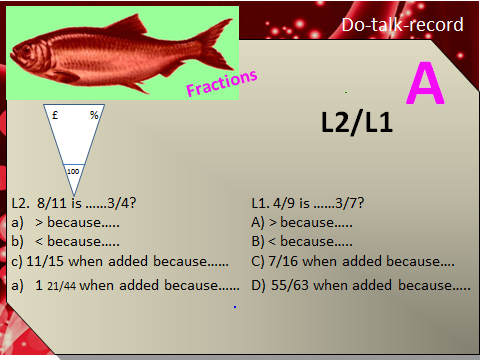 Do-talk-record
Fractions
A
L2/L1
£ %
100
L2. 8/11 is ……3/4?
a) > because…..
b) < because…..
c) 11/15 when added because……
a) 1 21/44 when added because……
L1. 4/9 is ……3/7?
A) > because…..
B) < because…..
C) 7/16 when added because….
D) 55/63 when added because…..